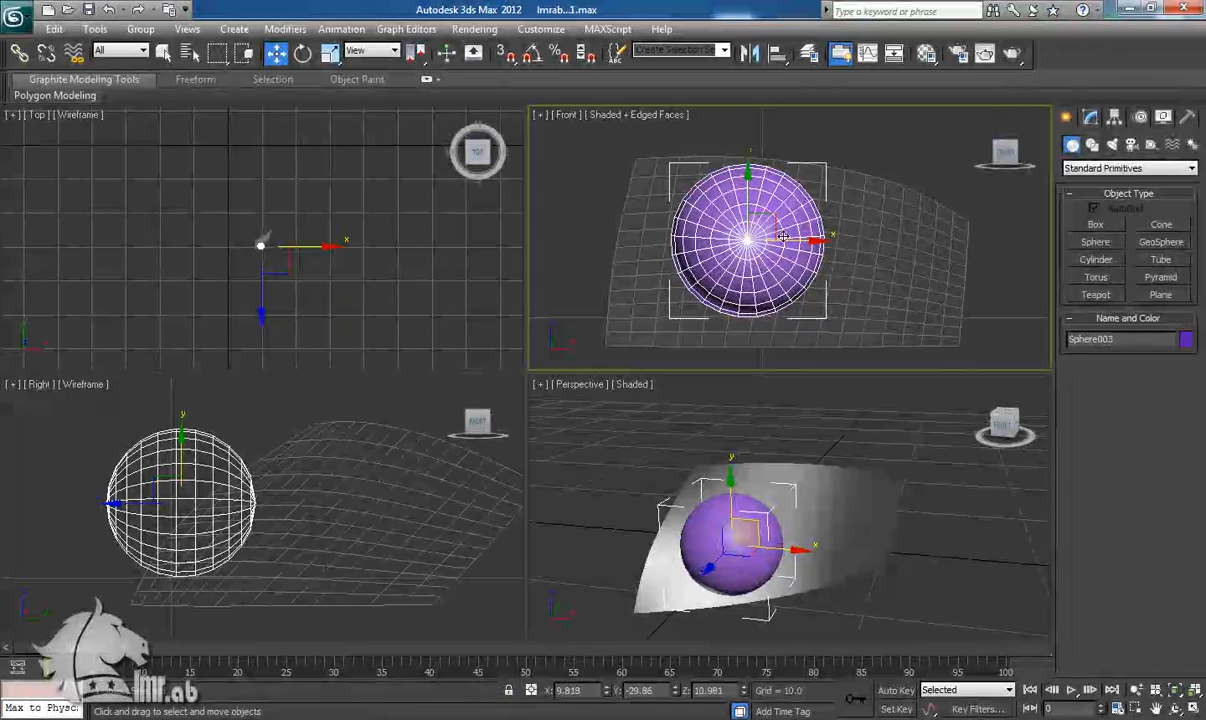 Autodesk 3ds Max 2012    Imrab...1.max
Type a keyword or phrase
Edit Tools Group Views Create Modifiers Animation Graph Editors Rendering Customize MAXScript Help
All View Create Selection Se
Graphite Modeling Tools Freeform Selection Object Paint
Polygon Modeling
[ + ] [ Top ] [ Wireframe ]
[ + ] [ Front ] [ Shaded + Edged Faces ]
TOP
FRONT
x
y
x
Standard Primitives
Object Type
AutoGrid
Box Cone
Sphere GeoSphere
Cylinder Tube
Torus Pyramid
Teapot Plane
Name and Color
Sphere003
[ + ] [ Right ] [ Wireframe ]
[ + ] [ Perspective ] [ Shaded ]
RIGHT
FRONT
y
y
x
20 25 30 35 40 45 50 55 60 65 70 75 80 85 90 95 100
X: 9.818 Y: -29.86 Z: 10.981 Grid = 10.0
Auto Key Selected
Max to Physc
Click and drag to select and move objects
Add Time Tag
Set Key Key Filters... 0
IMR.ab